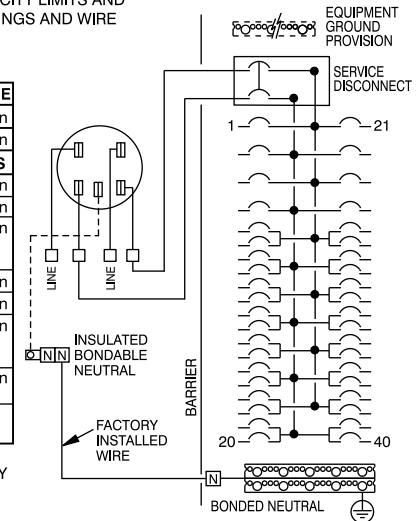 CITY LIMITS AND
NGS AND WIRE
E
n
n
S
n
n
n
n
n
n
n
Y
EQUIPMENT
GROUND
PROVISION
SERVICE
DISCONNECT
1
21
LINE
LINE
INSULATED
BONDABLE
NEUTRAL
N N
BARRIER
FACTORY
INSTALLED
WIRE
20
40
N
BONDED NEUTRAL